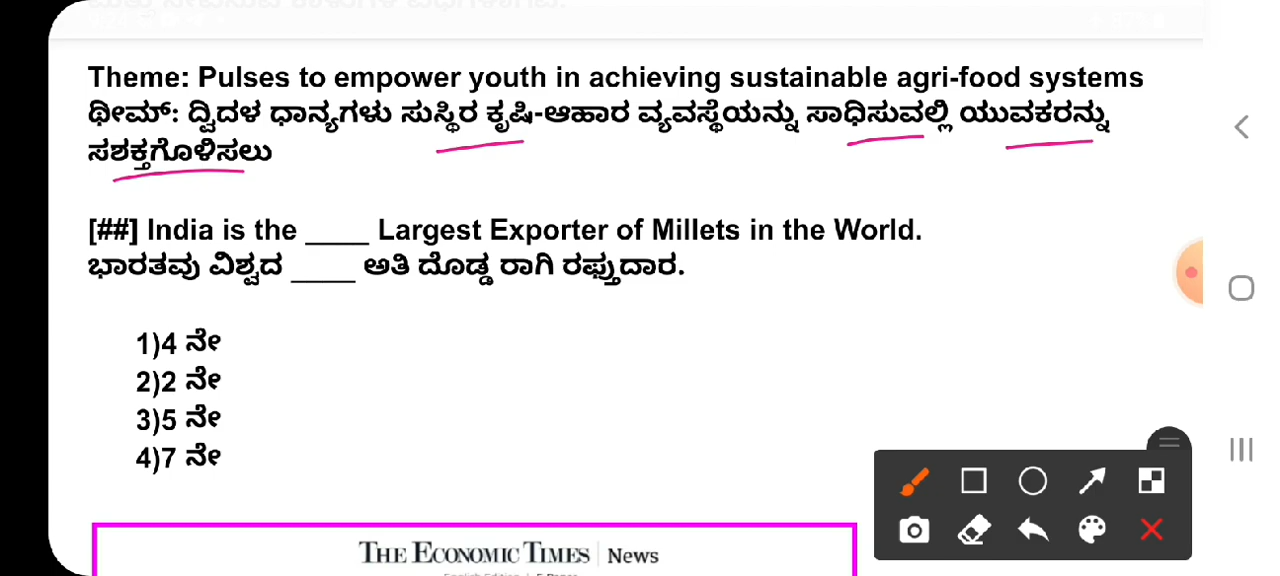 Theme: Pulses to empower youth in achieving sustainable agri-food systems
ಥೀಮ್: ದ್ವಿದಳ ಧಾನ್ಯಗಳು ಸುಸ್ಥಿರ ಕೃಷಿ-ಆಹಾರ ವ್ಯವಸ್ಥೆಯನ್ನು ಸಾಧಿಸುವಲ್ಲಿ ಯುವಕರನ್ನು
ಸಶಕ್ತಗೊಳಿಸಲು
[##] India is the ____ Largest Exporter of Millets in the World.
ಭಾರತವು ವಿಶ್ವದ ____ ಅತಿ ದೊಡ್ಡ ರಾಗಿ ರಫ್ತುದಾರ.
1)4 ನೇ
2)2 ನೇ
3)5 ನೇ
4)7 ನೇ
THE ECONOMIC TIMES | News